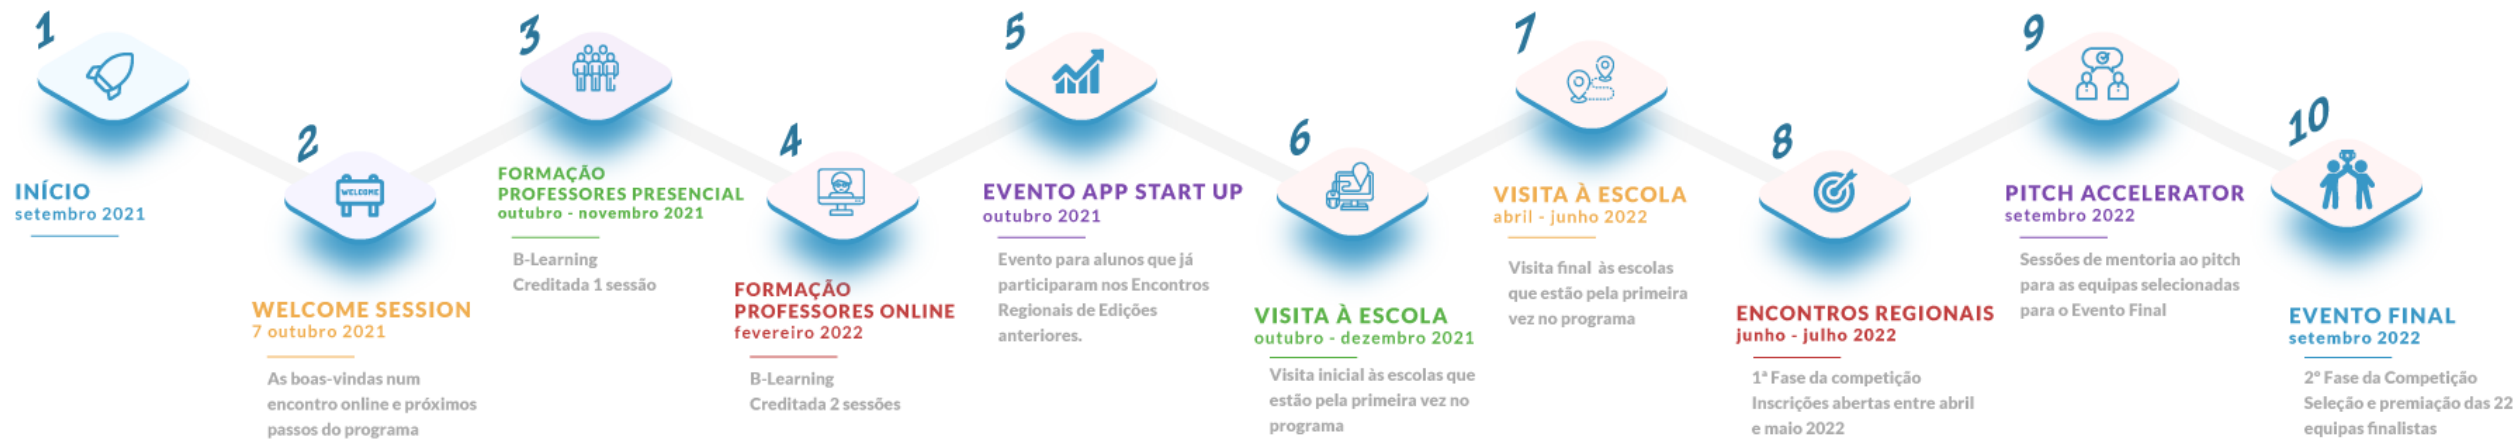 1
INÍCIO
setembro 2021
2
WELCOME
WELCOME SESSION
7 outubro 2021
As boas-vindas num
encontro online e próximos
passos do programa
3
FORMAÇÃO
PROFESSORES PRESENCIAL
outubro - novembro 2021
B-Learning
Creditada 1 sessão
4
FORMAÇÃO
PROFESSORES ONLINE
fevereiro 2022
B-Learning
Creditada 2 sessões
5
EVENTO APP START UP
outubro 2021
Evento para alunos que já
participaram nos Encontros
Regionais de Edições
anteriores.
6
VISITA À ESCOLA
outubro - dezembro 2021
Visita inicial às escolas que
estão pela primeira vez no
programa
7
VISITA À ESCOLA
abril - junho 2022
Visita final às escolas
que estão pela primeira
vez no programa
8
ENCONTROS REGIONAIS
junho - julho 2022
1ª Fase da competição
Inscrições abertas entre abril
e maio 2022
9
PITCH ACCELERATOR
setembro 2022
Sessões de mentoria ao pitch
para as equipas selecionadas
para o Evento Final
10
EVENTO FINAL
setembro 2022
2º Fase da Competição
Seleção e premiação das 22
equipas finalistas